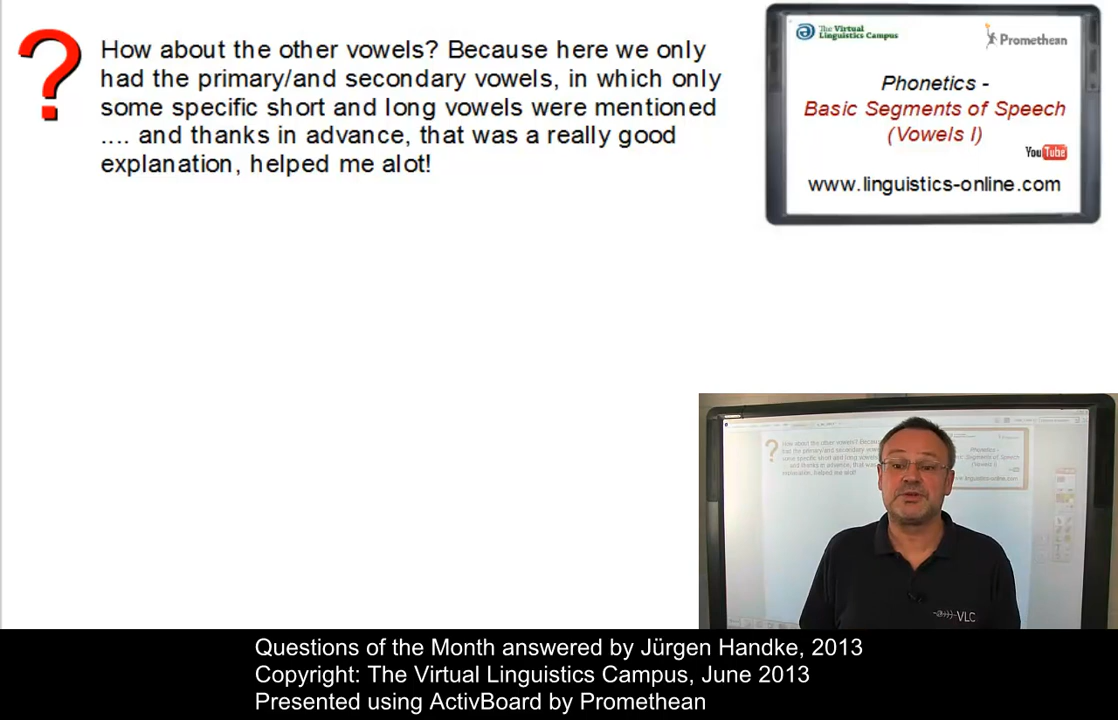 ?
How about the other vowels? Because here we only
had the primary/and secondary vowels, in which only
some specific short and long vowels were mentioned
.... and thanks in advance, that was a really good
explanation, helped me alot!
The Virtual
Linguistics Campus
Promethean
Phonetics -
Basic Segments of Speech
(Vowels I)
YouTube
www.linguistics-online.com
VLC
Questions of the Month answered by Jürgen Handke, 2013
Copyright: The Virtual Linguistics Campus, June 2013
Presented using ActivBoard by Promethean